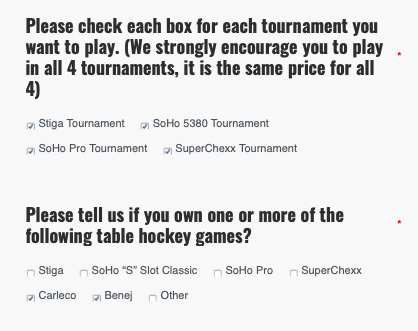 Please check each box for each tournament you
want to play. (We strongly encourage you to play
in all 4 tournaments, it is the same price for all
4)
*
Stiga Tournament SoHo 5380 Tournament
SoHo Pro Tournament SuperChexx Tournament
Please tell us if you own one or more of the
following table hockey games?
*
Stiga SoHo “S” Slot Classic SoHo Pro SuperChexx
Carleco Benej Other